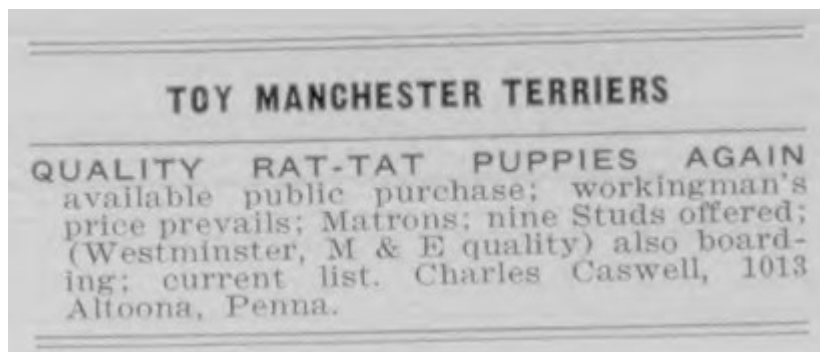 TOY MANCHESTER TERRIERS
QUALITY RAT-TAT PUPPIES AGAIN
available public purchase; workingman's
price prevails; Matrons; nine Studs offered;
(Westminster, M & E quality) also board-
ing; current list. Charles Caswell, 1013
Altoona, Penna.